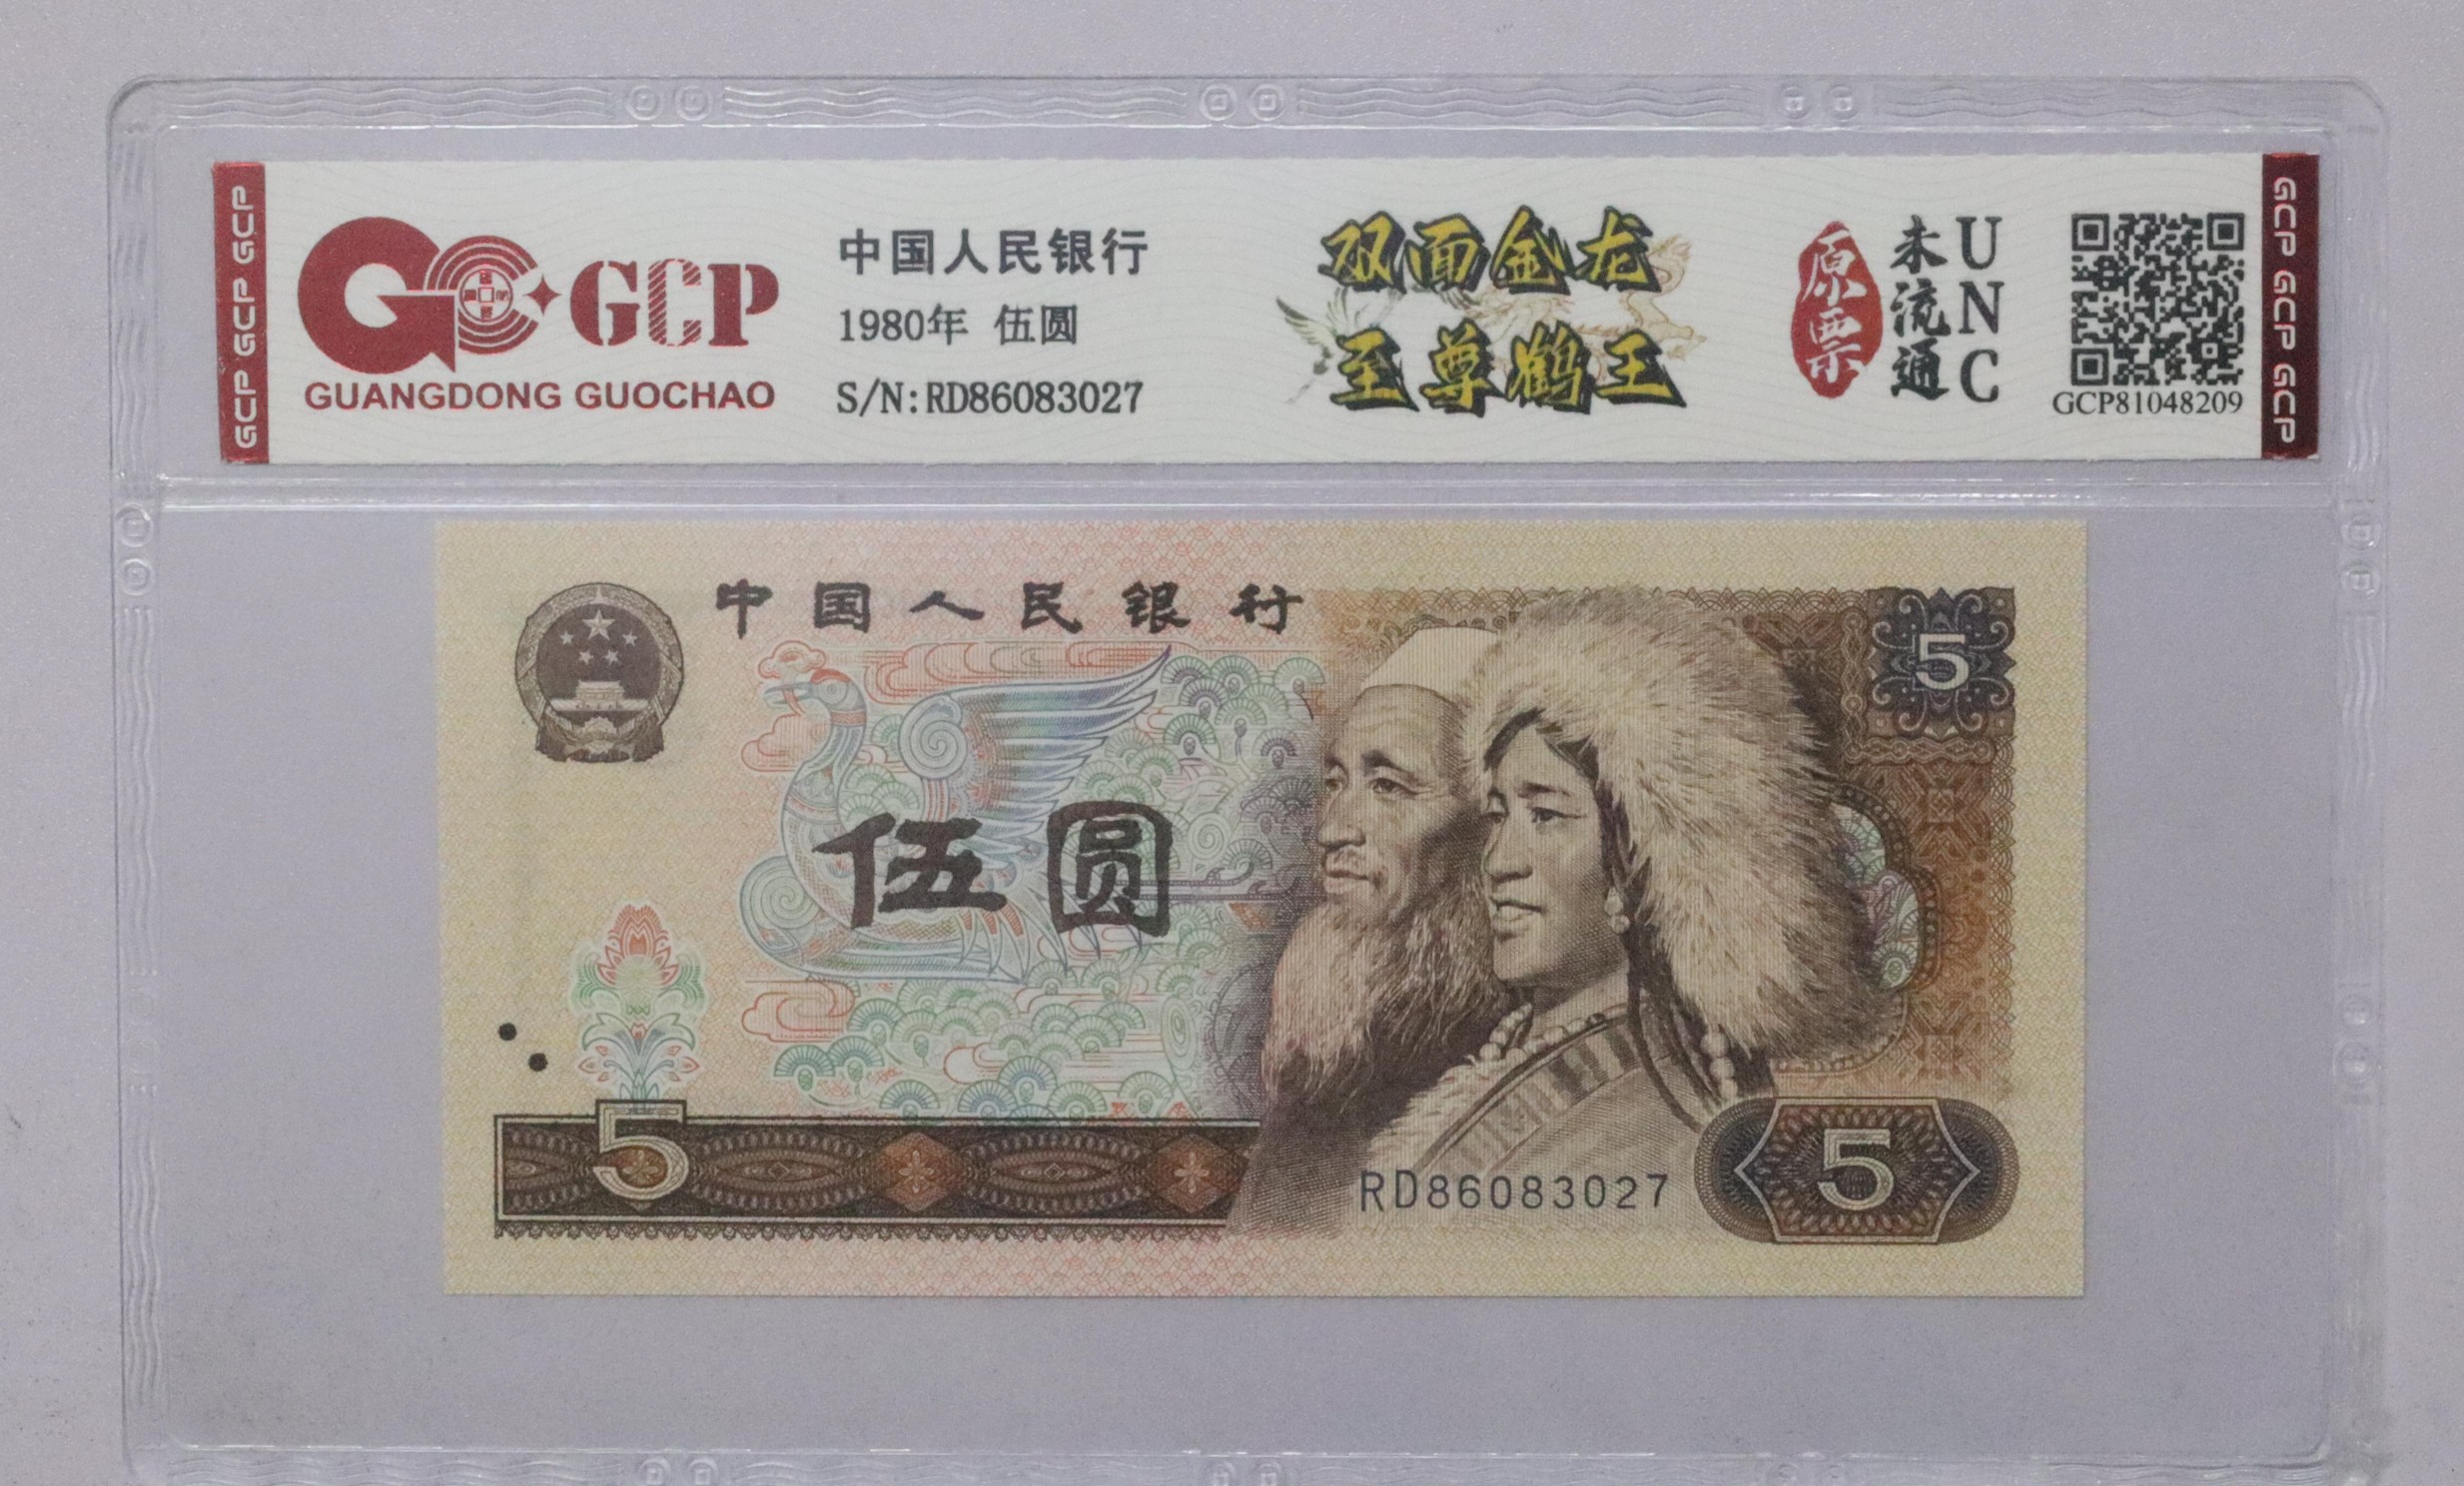 GCP GCP GCP
GCP
GUANGDONG GUOCHAO
中国人民银行
1980年 伍圆
S/N:RD86083027
双面金龙
至尊鹤王
原票
未流通
UNC
GCP81048209
GCP GCP GCP
中国人民银行
5
伍圆
5
RD86083027
5